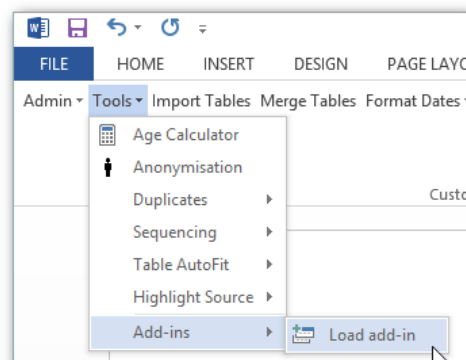 FILE HOME INSERT DESIGN PAGE LAYO
Admin Tools Import Tables Merge Tables Format Dates
Age Calculator
Anonymisation
Duplicates
Custo
Sequencing
Table AutoFit
Highlight Source
Add-ins
Load add-in